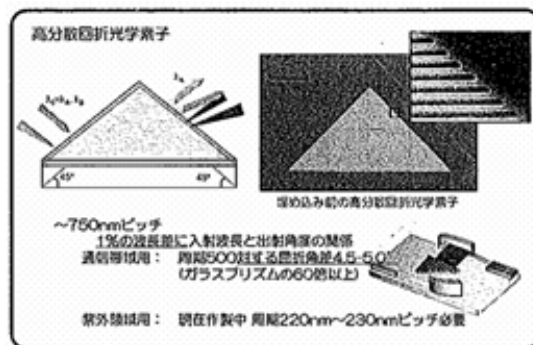 高分散回折光学素子
45°
45°
埋め込み前の高分散回折光学素子
～750nmピッチ
1%の波長差に入射波長と出射角度の関係
通信帯域用： 周期500対する屈折角差4.5-5.0°
(ガラスプリズムの60倍以上)
紫外領域用： 現在作製中 周期220nm～230nmピッチ必要